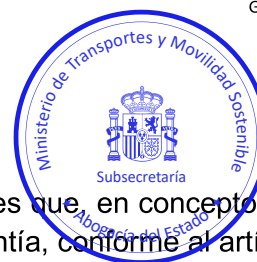 G
Ministerio de Transportes y Movilidad Sostenible
Subsecretaría
Abogacía del Estado
es que, en concepto
ntía, conforme al artí